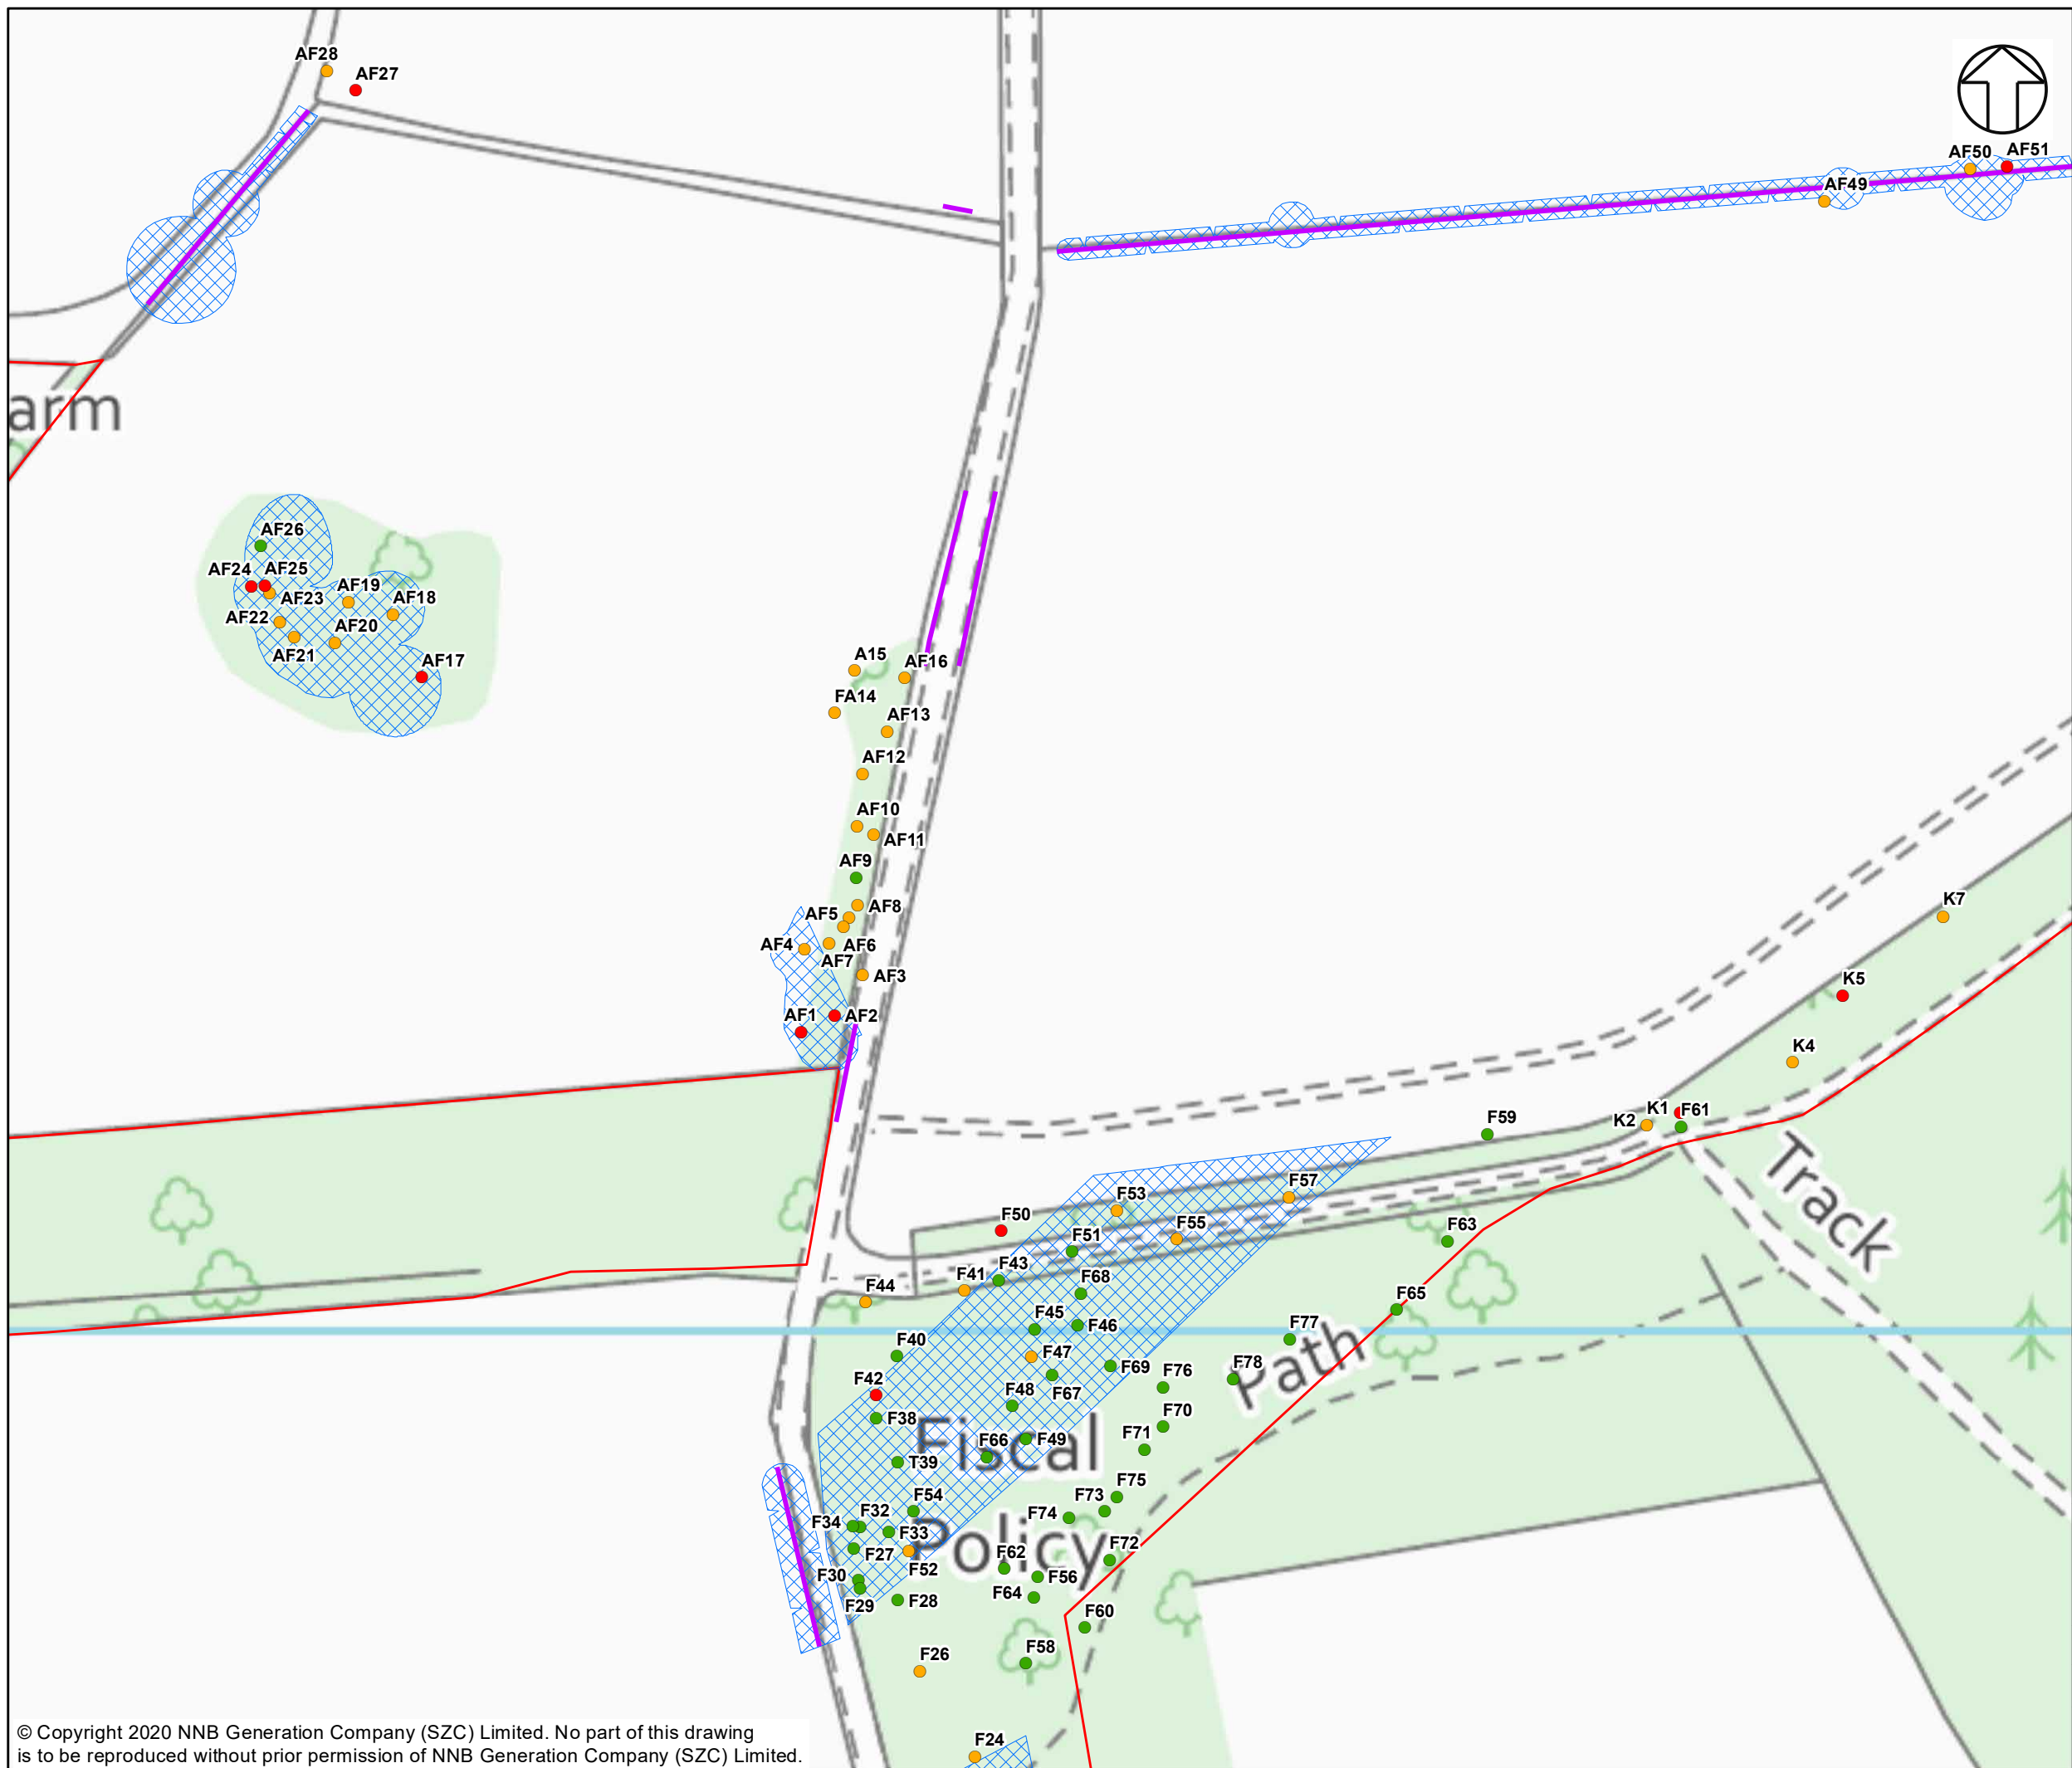 AF28
AF27
AF50
AF51
AF49
arm
AF26
AF24
AF25
AF23
AF19
AF18
AF22
AF20
AF21
AF17
A15
AF16
FA14
AF13
AF12
AF10
AF11
AF9
AF5
AF8
AF4
AF6
AF7
AF3
AF1
AF2
K7
K5
K4
K1
F61
K2
F59
Track
F53
F57
F50
F55
F51
F63
F43
F41
F68
F44
F65
F45
F46
F77
F40
F47
F69
F76
F78
Path
F42
F48
F67
F38
F70
Fiscal
F66
F49
F71
T39
F75
F54
F73
F34
F32
F74
F33
Policy
F27
F52
F62
F72
F30
F56
F64
F29
F28
F60
F26
F58
F24
© Copyright 2020 NNB Generation Company (SZC) Limited. No part of this drawing
is to be reproduced without prior permission of NNB Generation Company (SZC) Limited.